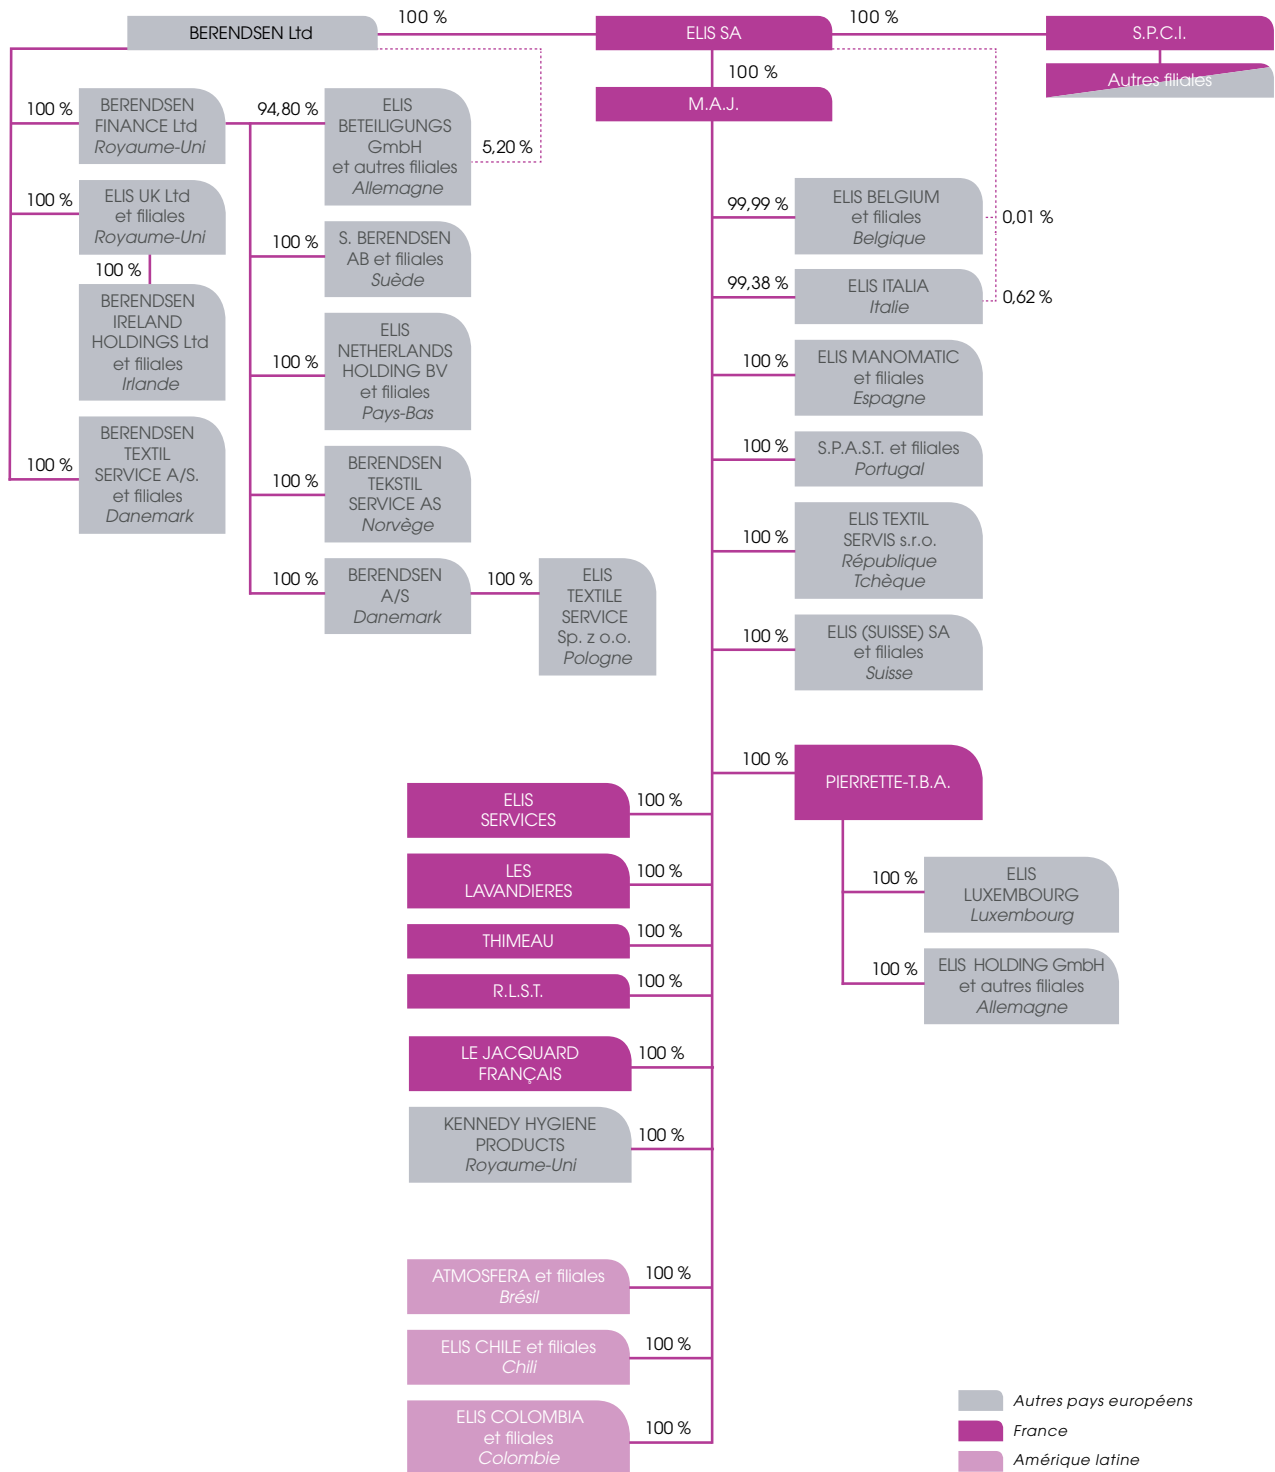 BERENDSEN Ltd
100 %
ELIS SA
100 %
S.P.C.I.
Autres filiales
100 %
M.A.J.
100 %
BERENDSEN
FINANCE Ltd
Royaume-Uni
94,80 %
ELIS
BETEILIGUNGS
GmbH
et autres filiales
Allemagne
5,20 %
100 %
ELIS UK Ltd
et filiales
Royaume-Uni
100 %
BERENDSEN
IRELAND
HOLDINGS Ltd
et filiales
Irlande
100 %
BERENDSEN
TEXTIL
SERVICE A/S.
et filiales
Danemark
100 %
S. BERENDSEN
AB et filiales
Suède
100 %
ELIS
NETHERLANDS
HOLDING BV
et filiales
Pays-Bas
100 %
BERENDSEN
TEKSTIL
SERVICE AS
Norvège
100 %
BERENDSEN
A/S
Danemark
100 %
ELIS
TEXTILE
SERVICE
Sp. z o.o.
Pologne
99,99 %
ELIS BELGIUM
et filiales
Belgique
0,01 %
99,38 %
ELIS ITALIA
Italie
0,62 %
100 %
ELIS MANOMATIC
et filiales
Espagne
100 %
S.P.A.S.T. et filiales
Portugal
100 %
ELIS TEXTIL
SERVIS s.r.o.
République
Tchèque
100 %
ELIS (SUISSE) SA
et filiales
Suisse
100 %
PIERRETTE-T.B.A.
100 %
ELIS
LUXEMBOURG
Luxembourg
100 %
ELIS HOLDING GmbH
et autres filiales
Allemagne
ELIS
SERVICES
100 %
LES
LAVANDIERES
100 %
THIMEAU
100 %
R.L.S.T.
100 %
LE JACQUARD
FRANÇAIS
100 %
KENNEDY HYGIENE
PRODUCTS
Royaume-Uni
100 %
ATMOSFERA et filiales
Brésil
100 %
ELIS CHILE et filiales
Chili
100 %
ELIS COLOMBIA
et filiales
Colombie
100 %
Autres pays européens
France
Amérique latine